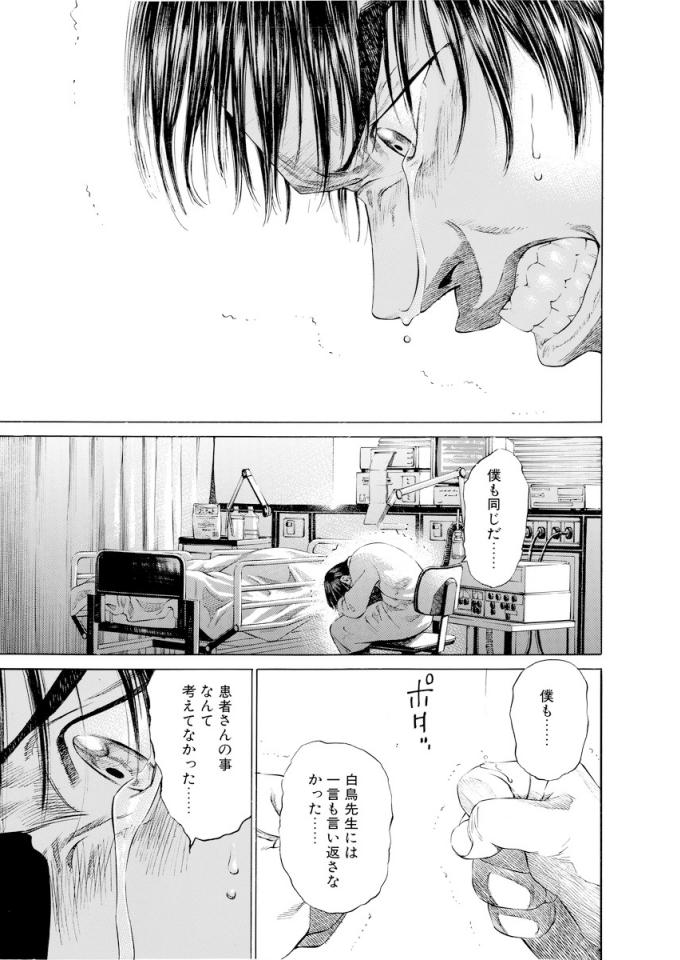 僕も同じだ……
僕も……
ポタ゛
白鳥先生には
一言も言い返さな
かった……
患者さんの事
なんて
考えてなかった……